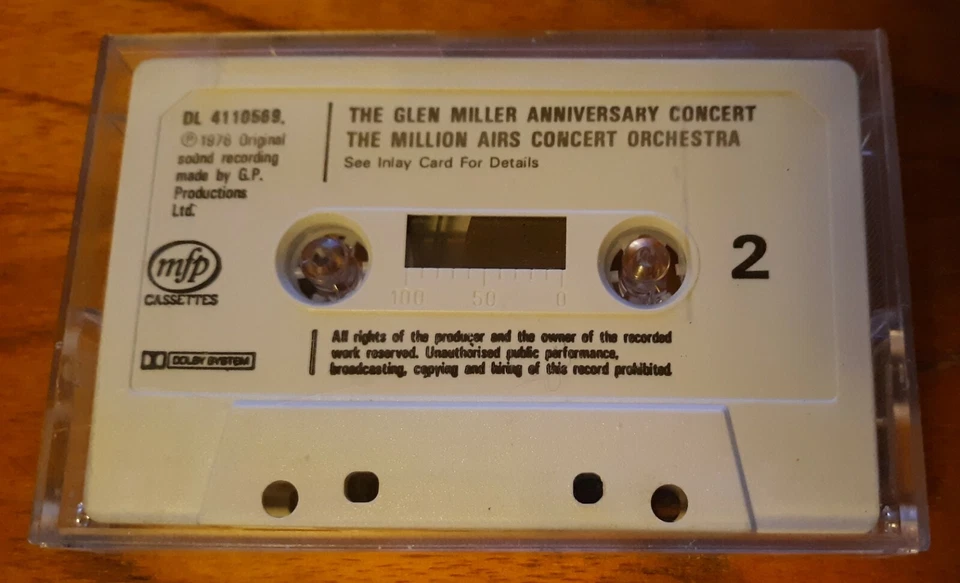 DL 4110569.
℗ 1976 Original
sound recording
made by G.P.
Productions
Ltd.
THE GLEN MILLER ANNIVERSARY CONCERT
THE MILLION AIRS CONCERT ORCHESTRA
See Inlay Card For Details
mfp
CASSETTES
2
100 50 0
DOLBY SYSTEM
All rights of the producer and the owner of the recorded
work reserved. Unauthorised public performance,
broadcasting, copying and hiring of this record prohibited.